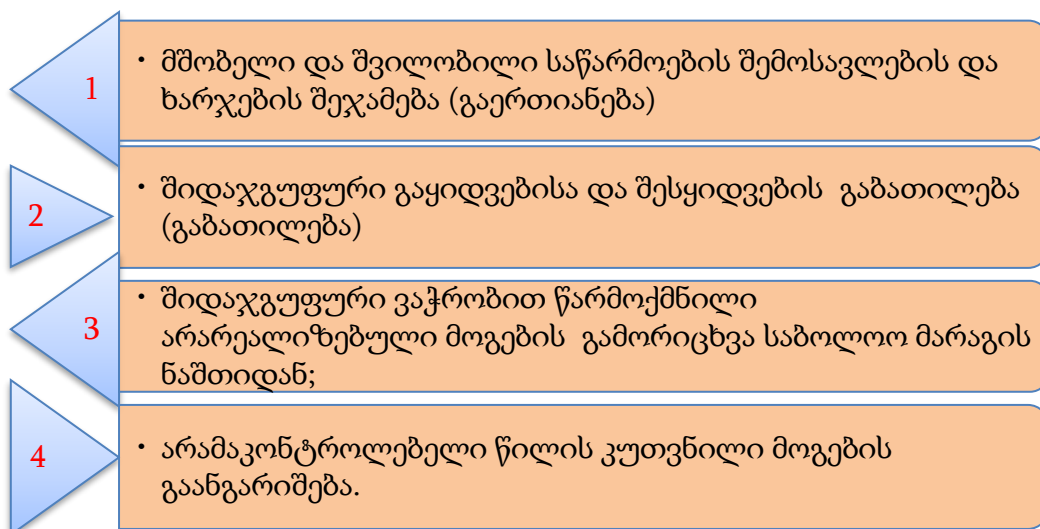 1
• მშობელი და შვილობილი საწარმოების შემოსავლების და
ხარჯების შეჯამება (გაერთიანება)
2
• შიდაჯგუფური გაყიდვებისა და შესყიდვების გაბათილება
(გაბათილება)
3
• შიდაჯგუფური ვაჭრობით წარმოქმნილი
არარეალიზებული მოგების გამორიცხვა საბოლოო მარაგის
ნაშთიდან;
4
• არამაკონტროლებელი წილის კუთვნილი მოგების
გაანგარიშება.